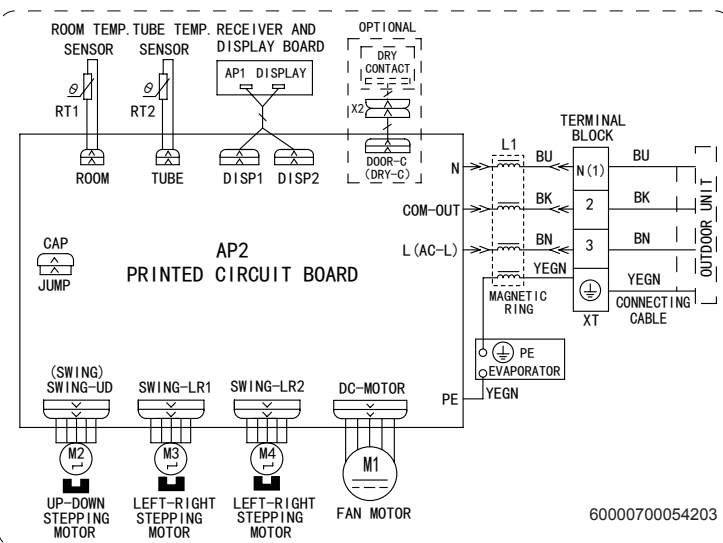 ROOM TEMP.
SENSOR
TUBE TEMP.
SENSOR
RECEIVER AND
DISPLAY BOARD
OPTIONAL
DRY
CONTACT
AP1 DISPLAY
θ
RT1
θ
RT2
X2
ROOM
TUBE
DISP1
DISP2
DOOR-C
(DRY-C)
L1
TERMINAL
BLOCK
N
BU
N(1)
BU
COM-OUT
BK
2
BK
L(AC-L)
BN
3
BN
YEGN
YEGN
OUTDOOR UNIT
MAGNETIC
RING
XT
CONNECTING
CABLE
CAP
JUMP
AP2
PRINTED CIRCUIT BOARD
PE
EVAPORATOR
PE
YEGN
(SWING)
SWING-UD
SWING-LR1
SWING-LR2
DC-MOTOR
M2
M3
M4
M1
UP-DOWN
STEPPING
MOTOR
LEFT-RIGHT
STEPPING
MOTOR
LEFT-RIGHT
STEPPING
MOTOR
FAN MOTOR
60000700054203